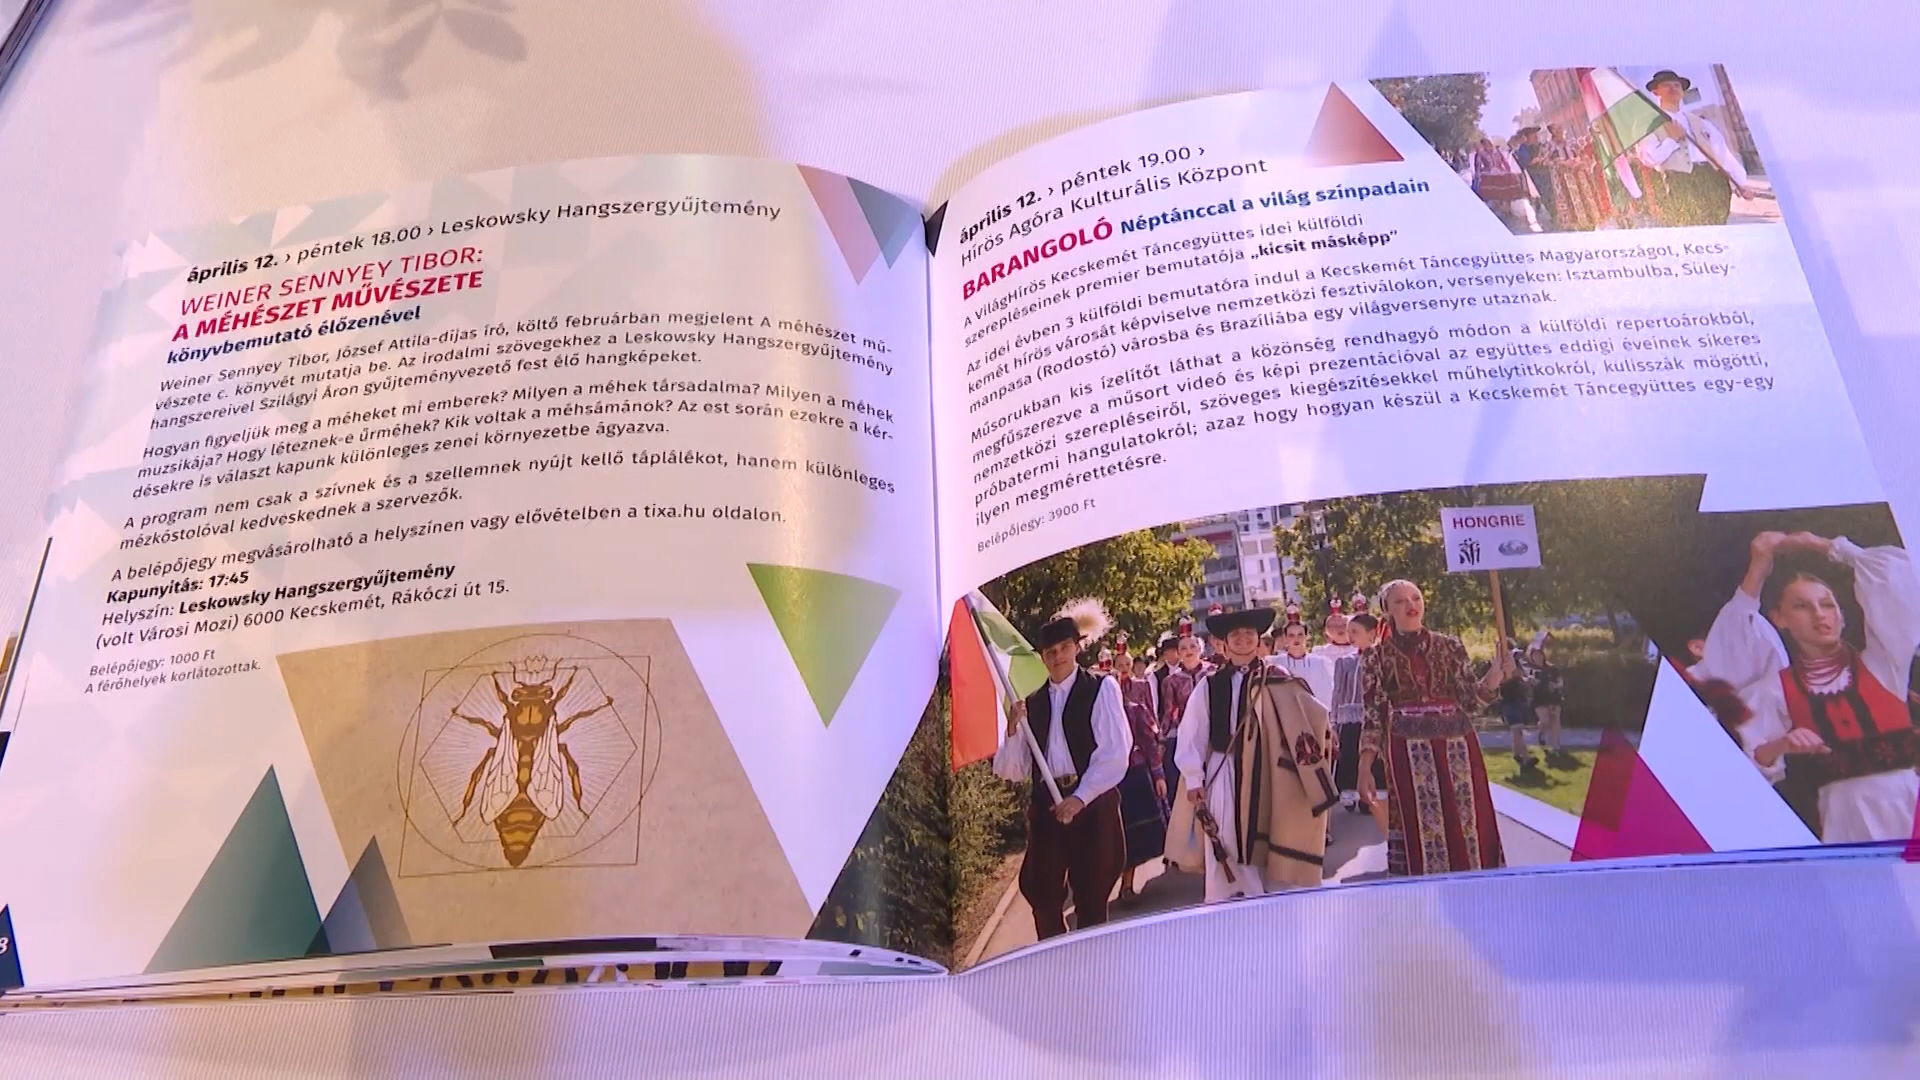 április 12. › péntek 18.00 › Leskowsky Hangszergyűjtemény
WEINER SENNYEY TIBOR:
A MÉHÉSZET MŰVÉSZETE
könyvbemutató élőzenével
Weiner Sennyey Tibor, József Attila-díjas író, költő februárban megjelent A méhészet mű-
vészete c. könyvét mutatja be. Az irodalmi szövegekhez a Leskowsky Hangszergyűjtemény
hangszereivel Szilágyi Áron gyűjteményvezető fest élő hangképeket.
Hogyan figyeljük meg a méheket mi emberek? Milyen a méhek társadalma? Milyen a méhek
muzsikája? Hogy léteznek-e űrméhek? Kik voltak a méhsámánok? Az est során ezekre a kér-
désekre is választ kapunk különleges zenei környezetbe ágyazva.
A program nem csak a szívnek és a szellemnek nyújt kellő táplálékot, hanem különleges
mézkóstolóval kedveskednek a szervezők.
A belépőjegy megvásárolható a helyszínen vagy elővételben a tixa.hu oldalon.
Kapunyitás: 17:45
Helyszín: Leskowsky Hangszergyűjtemény
(volt Városi Mozi) 6000 Kecskemét, Rákóczi út 15.
Belépőjegy: 1000 Ft
A férőhelyek korlátozottak.
április 12. › péntek 19.00 ›
Hírös Agóra Kulturális Központ
BARANGOLÓ Néptánccal a világ színpadain
A VilágHírös Kecskemét Táncegyüttes idei külföldi
szerepléseinek premier bemutatója „kicsit másképp"
Az idei évben 3 külföldi bemutatóra indul a Kecskemét Táncegyüttes Magyarországot, Kecs-
kemét hírös városát képviselve nemzetközi fesztiválokon, versenyeken: Isztambulba, Süley-
manpasa (Rodostó) városba és Brazíliába egy világversenyre utaznak.
Műsorukban kis ízelítőt láthat a közönség rendhagyó módon a külföldi repertoárokból,
megfűszerezve a műsort videó és képi prezentációval az együttes eddigi éveinek sikeres
nemzetközi szerepléseiről, szöveges kiegészítésekkel műhelytitkokról, kulisszák mögötti,
próbatermi hangulatokról; azaz hogy hogyan készül a Kecskemét Táncegyüttes egy-egy
ilyen megmérettetésre.
Belépőjegy: 3900 Ft
HONGRIE